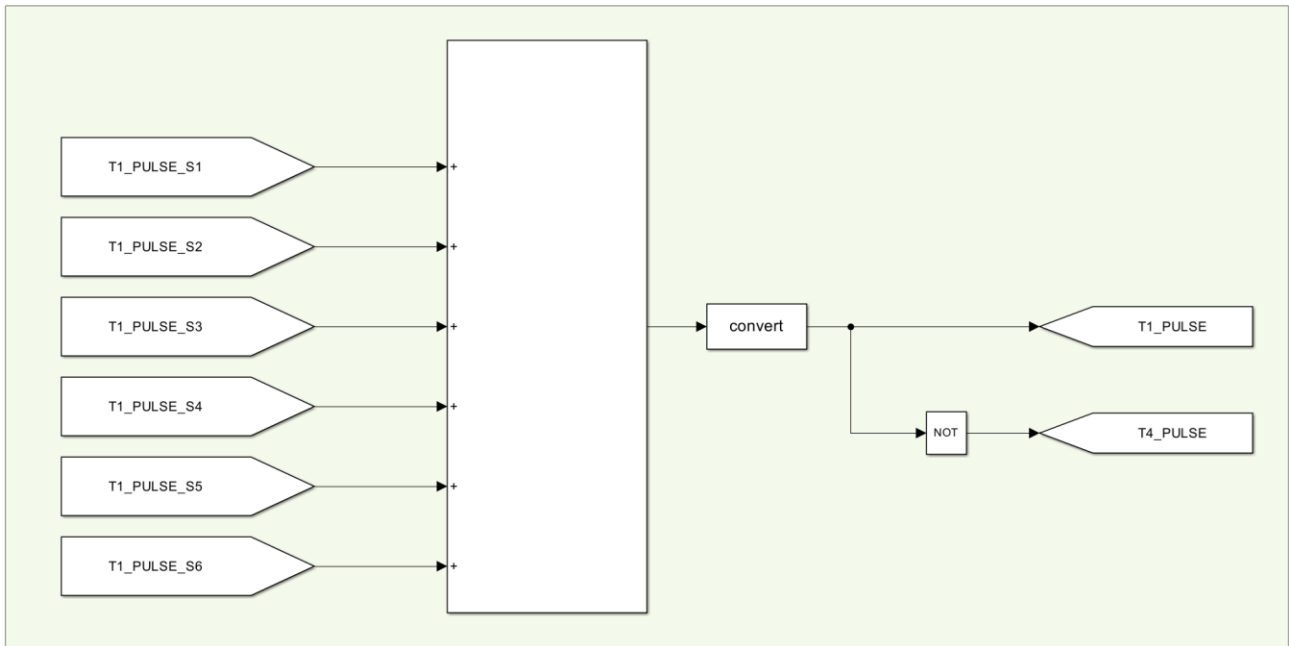 T1_PULSE_S1
+
T1_PULSE_S2
+
T1_PULSE_S3
+
convert
T1_PULSE
T1_PULSE_S4
+
NOT
T4_PULSE
T1_PULSE_S5
+
T1_PULSE_S6
+